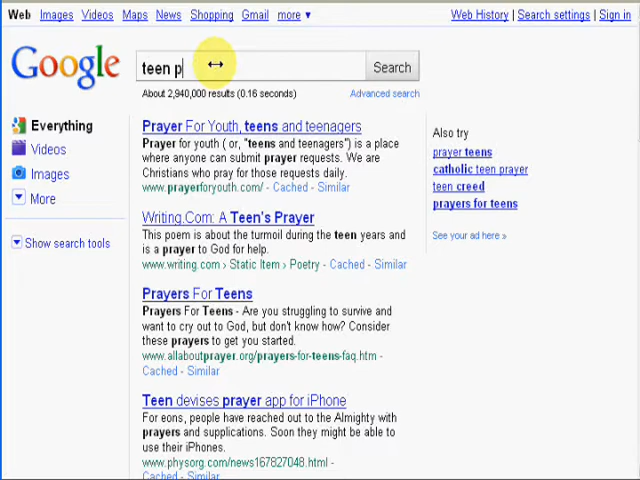 Web Images Videos Maps News Shopping Gmail more ▼ Web History | Search settings | Sign in
Google
teen p
Search
About 2,940,000 results (0.16 seconds)
Advanced search
Everything
Videos
Images
More
Show search tools
Prayer For Youth, teens and teenagers
Prayer for youth ( or, "teens and teenagers") is a place
where anyone can submit prayer requests. We are
Christians who pray for those requests daily.
www.prayerforyouth.com/ - Cached - Similar
Writing.Com: A Teen's Prayer
This poem is about the turmoil during the teen years and
is a prayer to God for help.
www.writing.com › Static Item › Poetry - Cached - Similar
Prayers For Teens
Prayers For Teens - Are you struggling to survive and
want to cry out to God, but don't know how? Consider
these prayers to get you started.
www.allaboutprayer.org/prayers-for-teens-faq.htm -
Cached - Similar
Teen devises prayer app for iPhone
For eons, people have reached out to the Almighty with
prayers and supplications. Soon they might be able to
use their iPhones.
www.physorg.com/news167827048.html -
Cached - Similar
Also try
prayer teens
catholic teen prayer
teen creed
prayers for teens
See your ad here »